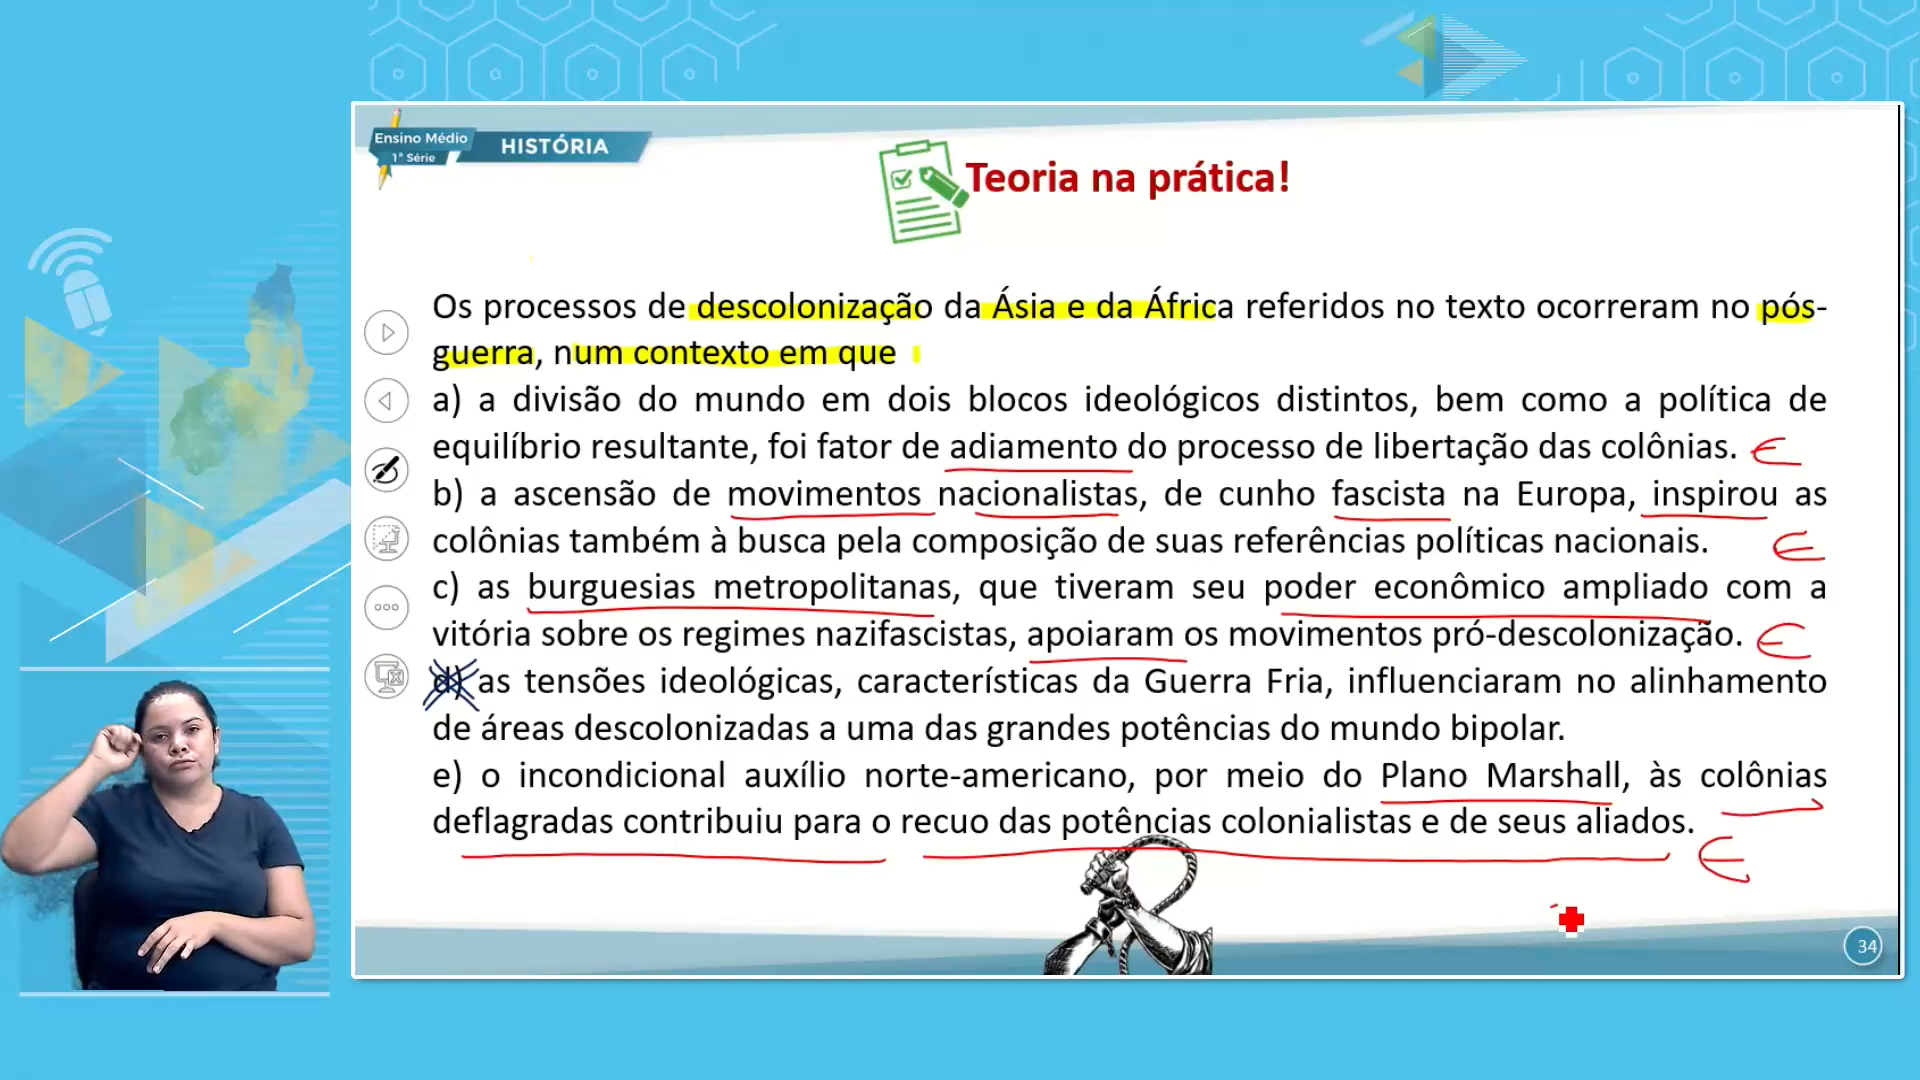 Ensino Médio
1ª Série
HISTÓRIA
Teoria na prática!
Os processos de descolonização da Ásia e da África referidos no texto ocorreram no pós-
guerra, num contexto em que
a) a divisão do mundo em dois blocos ideológicos distintos, bem como a política de
equilíbrio resultante, foi fator de adiamento do processo de libertação das colônias. E
b) a ascensão de movimentos nacionalistas, de cunho fascista na Europa, inspirou as
colônias também à busca pela composição de suas referências políticas nacionais. E
c) as burguesias metropolitanas, que tiveram seu poder econômico ampliado com a
vitória sobre os regimes nazifascistas, apoiaram os movimentos pró-descolonização. E
d) as tensões ideológicas, características da Guerra Fria, influenciaram no alinhamento
de áreas descolonizadas a uma das grandes potências do mundo bipolar.
e) o incondicional auxílio norte-americano, por meio do Plano Marshall, às colônias
deflagradas contribuiu para o recuo das potências colonialistas e de seus aliados.
E
34